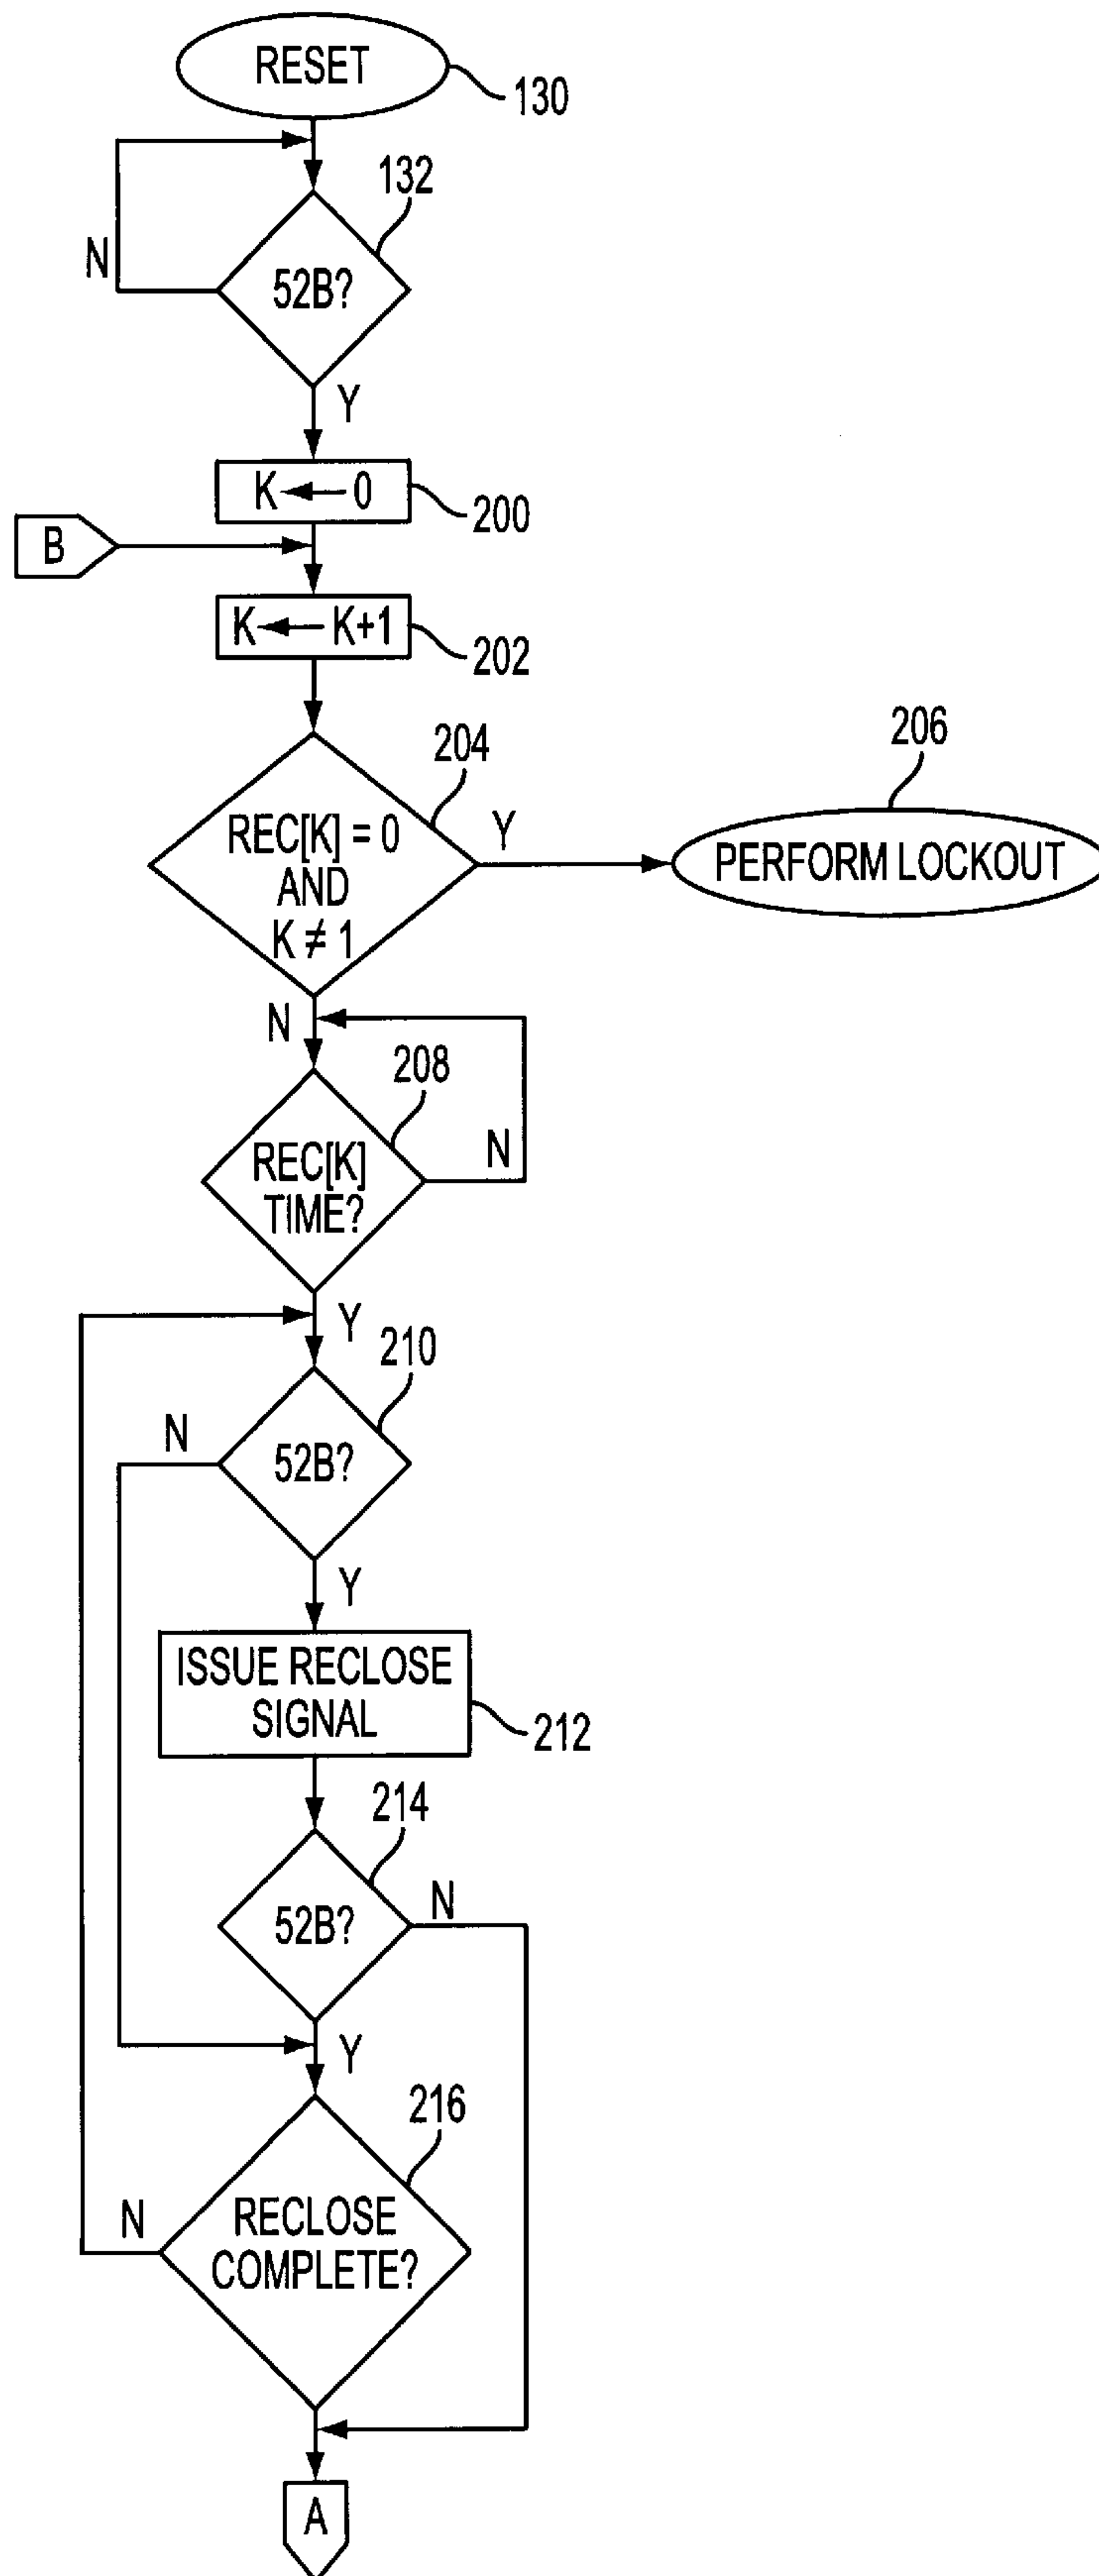 RESET
130
132
N
52B?
Y
K ← 0
200
B
K ← K+1
202
204
206
REC[K] = 0
AND
K ≠ 1
Y
PERFORM LOCKOUT
N
208
REC[K]
TIME?
N
Y
210
N
52B?
Y
ISSUE RECLOSE
SIGNAL
212
214
52B?
N
Y
216
N
RECLOSE
COMPLETE?
A